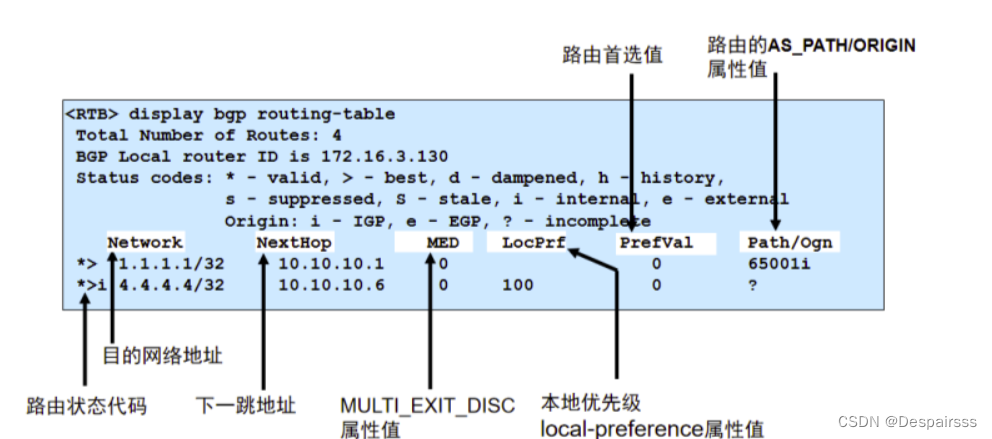 路由首选值
路由的AS_PATH/ORIGIN
属性值
<RTB> display bgp routing-table
Total Number of Routes: 4
BGP Local router ID is 172.16.3.130
Status codes: * - valid, > - best, d - dampened, h - history,
s - suppressed, S - stale, i - internal, e - external
Origin: i - IGP, e - EGP, ? - incomplete
Network NextHop MED LocPrf PrefVal Path/Ogn
*> 1.1.1.1/32 10.10.10.1 0 0 65001i
*>i 4.4.4.4/32 10.10.10.6 0 100 0 ?
目的网络地址
路由状态代码
下一跳地址
MULTI_EXIT_DISC
属性值
本地优先级
local-preference属性值
CSDN @Despairsss